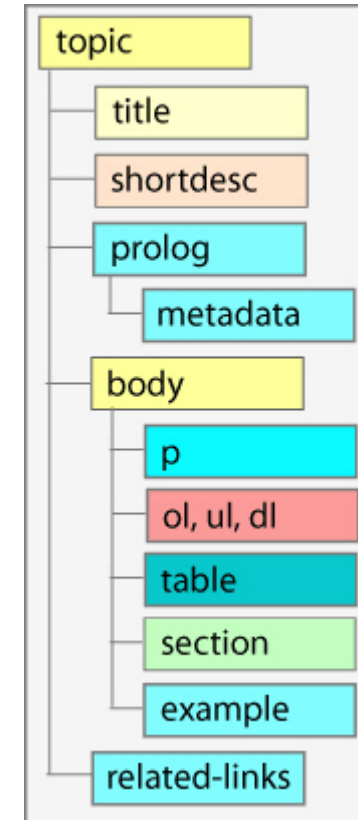 topic
title
shortdesc
prolog
metadata
body
p
ol, ul, dl
table
section
example
related-links